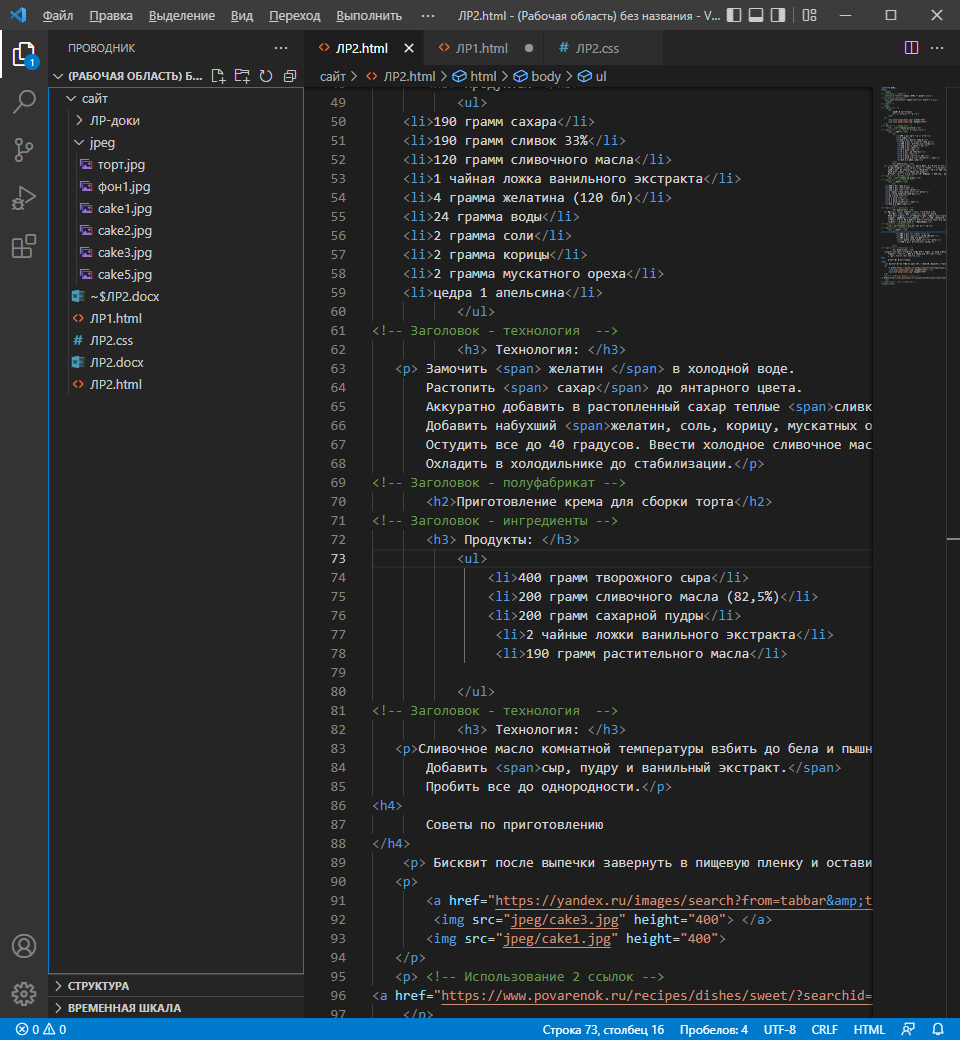 Файл Правка Выделение Вид Переход Выполнить ··· ЛР2.html - (Рабочая область) без названия - V...
ПРОВОДНИК ···
ЛР2.html ЛР1.html # ЛР2.css ···
1
(РАБОЧАЯ ОБЛАСТЬ) Б...
сайт > <> ЛР2.html > html > body > ul
сайт
ЛР-доки
jpeg
торт.jpg
фон1.jpg
cake1.jpg
cake2.jpg
cake3.jpg
cake5.jpg
~$ЛР2.docx
<> ЛР1.html
# ЛР2.css
ЛР2.docx
<> ЛР2.html
СТРУКТУРА
ВРЕМЕННАЯ ШКАЛА
49 <ul>
50 <li>190 грамм сахара</li>
51 <li>190 грамм сливок 33%</li>
52 <li>120 грамм сливочного масла</li>
53 <li>1 чайная ложка ванильного экстракта</li>
54 <li>4 грамма желатина (120 бл)</li>
55 <li>24 грамма воды</li>
56 <li>2 грамма соли</li>
57 <li>2 грамма корицы</li>
58 <li>2 грамма мускатного ореха</li>
59 <li>цедра 1 апельсина</li>
60 </ul>
61 <!-- Заголовок - технология  -->
62 <h3> Технология: </h3>
63 <p> Замочить <span> желатин </span> в холодной воде.
64 Растопить <span> сахар</span> до янтарного цвета.
65 Аккуратно добавить в растопленный сахар теплые <span>сливк
66 Добавить набухший <span>желатин, соль, корицу, мускатных о
67 Остудить все до 40 градусов. Ввести холодное сливочное мас
68 Охладить в холодильнике до стабилизации.</p>
69 <!-- Заголовок - полуфабрикат -->
70 <h2>Приготовление крема для сборки торта</h2>
71 <!-- Заголовок - ингредиенты -->
72 <h3> Продукты: </h3>
73 <ul>
74 <li>400 грамм творожного сыра</li>
75 <li>200 грамм сливочного масла (82,5%)</li>
76 <li>200 грамм сахарной пудры</li>
77 <li>2 чайные ложки ванильного экстракта</li>
78 <li>190 грамм растительного масла</li>
79
80 </ul>
81 <!-- Заголовок - технология  -->
82 <h3> Технология: </h3>
83 <p>Сливочное масло комнатной температуры взбить до бела и пышн
84 Добавить <span>сыр, пудру и ванильный экстракт.</span>
85 Пробить все до однородности.</p>
86 <h4>
87 Советы по приготовлению
88 </h4>
89 <p> Бисквит после выпечки завернуть в пищевую пленку и остави
90 <p>
91 <a href="https://yandex.ru/images/search?from=tabbar&amp;t
92 <img src="jpeg/cake3.jpg" height="400"> </a>
93 <img src="jpeg/cake1.jpg" height="400">
94 </p>
95 <p> <!-- Использование 2 ссылок -->
96 <a href="https://www.povarenok.ru/recipes/dishes/sweet/?searchid=
97 </p>
0 0 Строка 73, столбец 16 Пробелов: 4 UTF-8 CRLF HTML